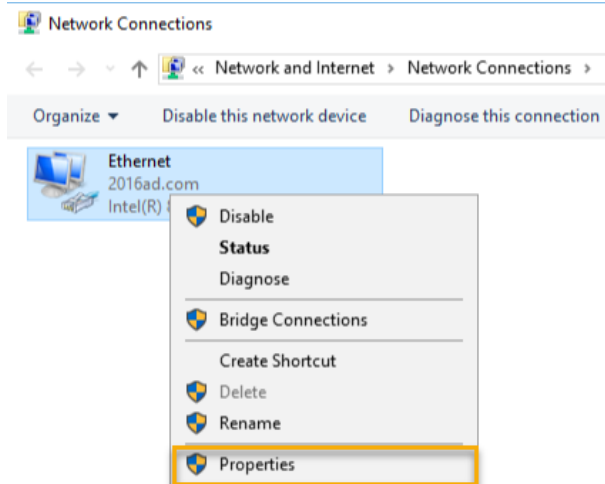 Network Connections
« Network and Internet > Network Connections >
Organize Disable this network device Diagnose this connection
Ethernet
2016ad.com
Intel(R)
Disable
Status
Diagnose
Bridge Connections
Create Shortcut
Delete
Rename
Properties